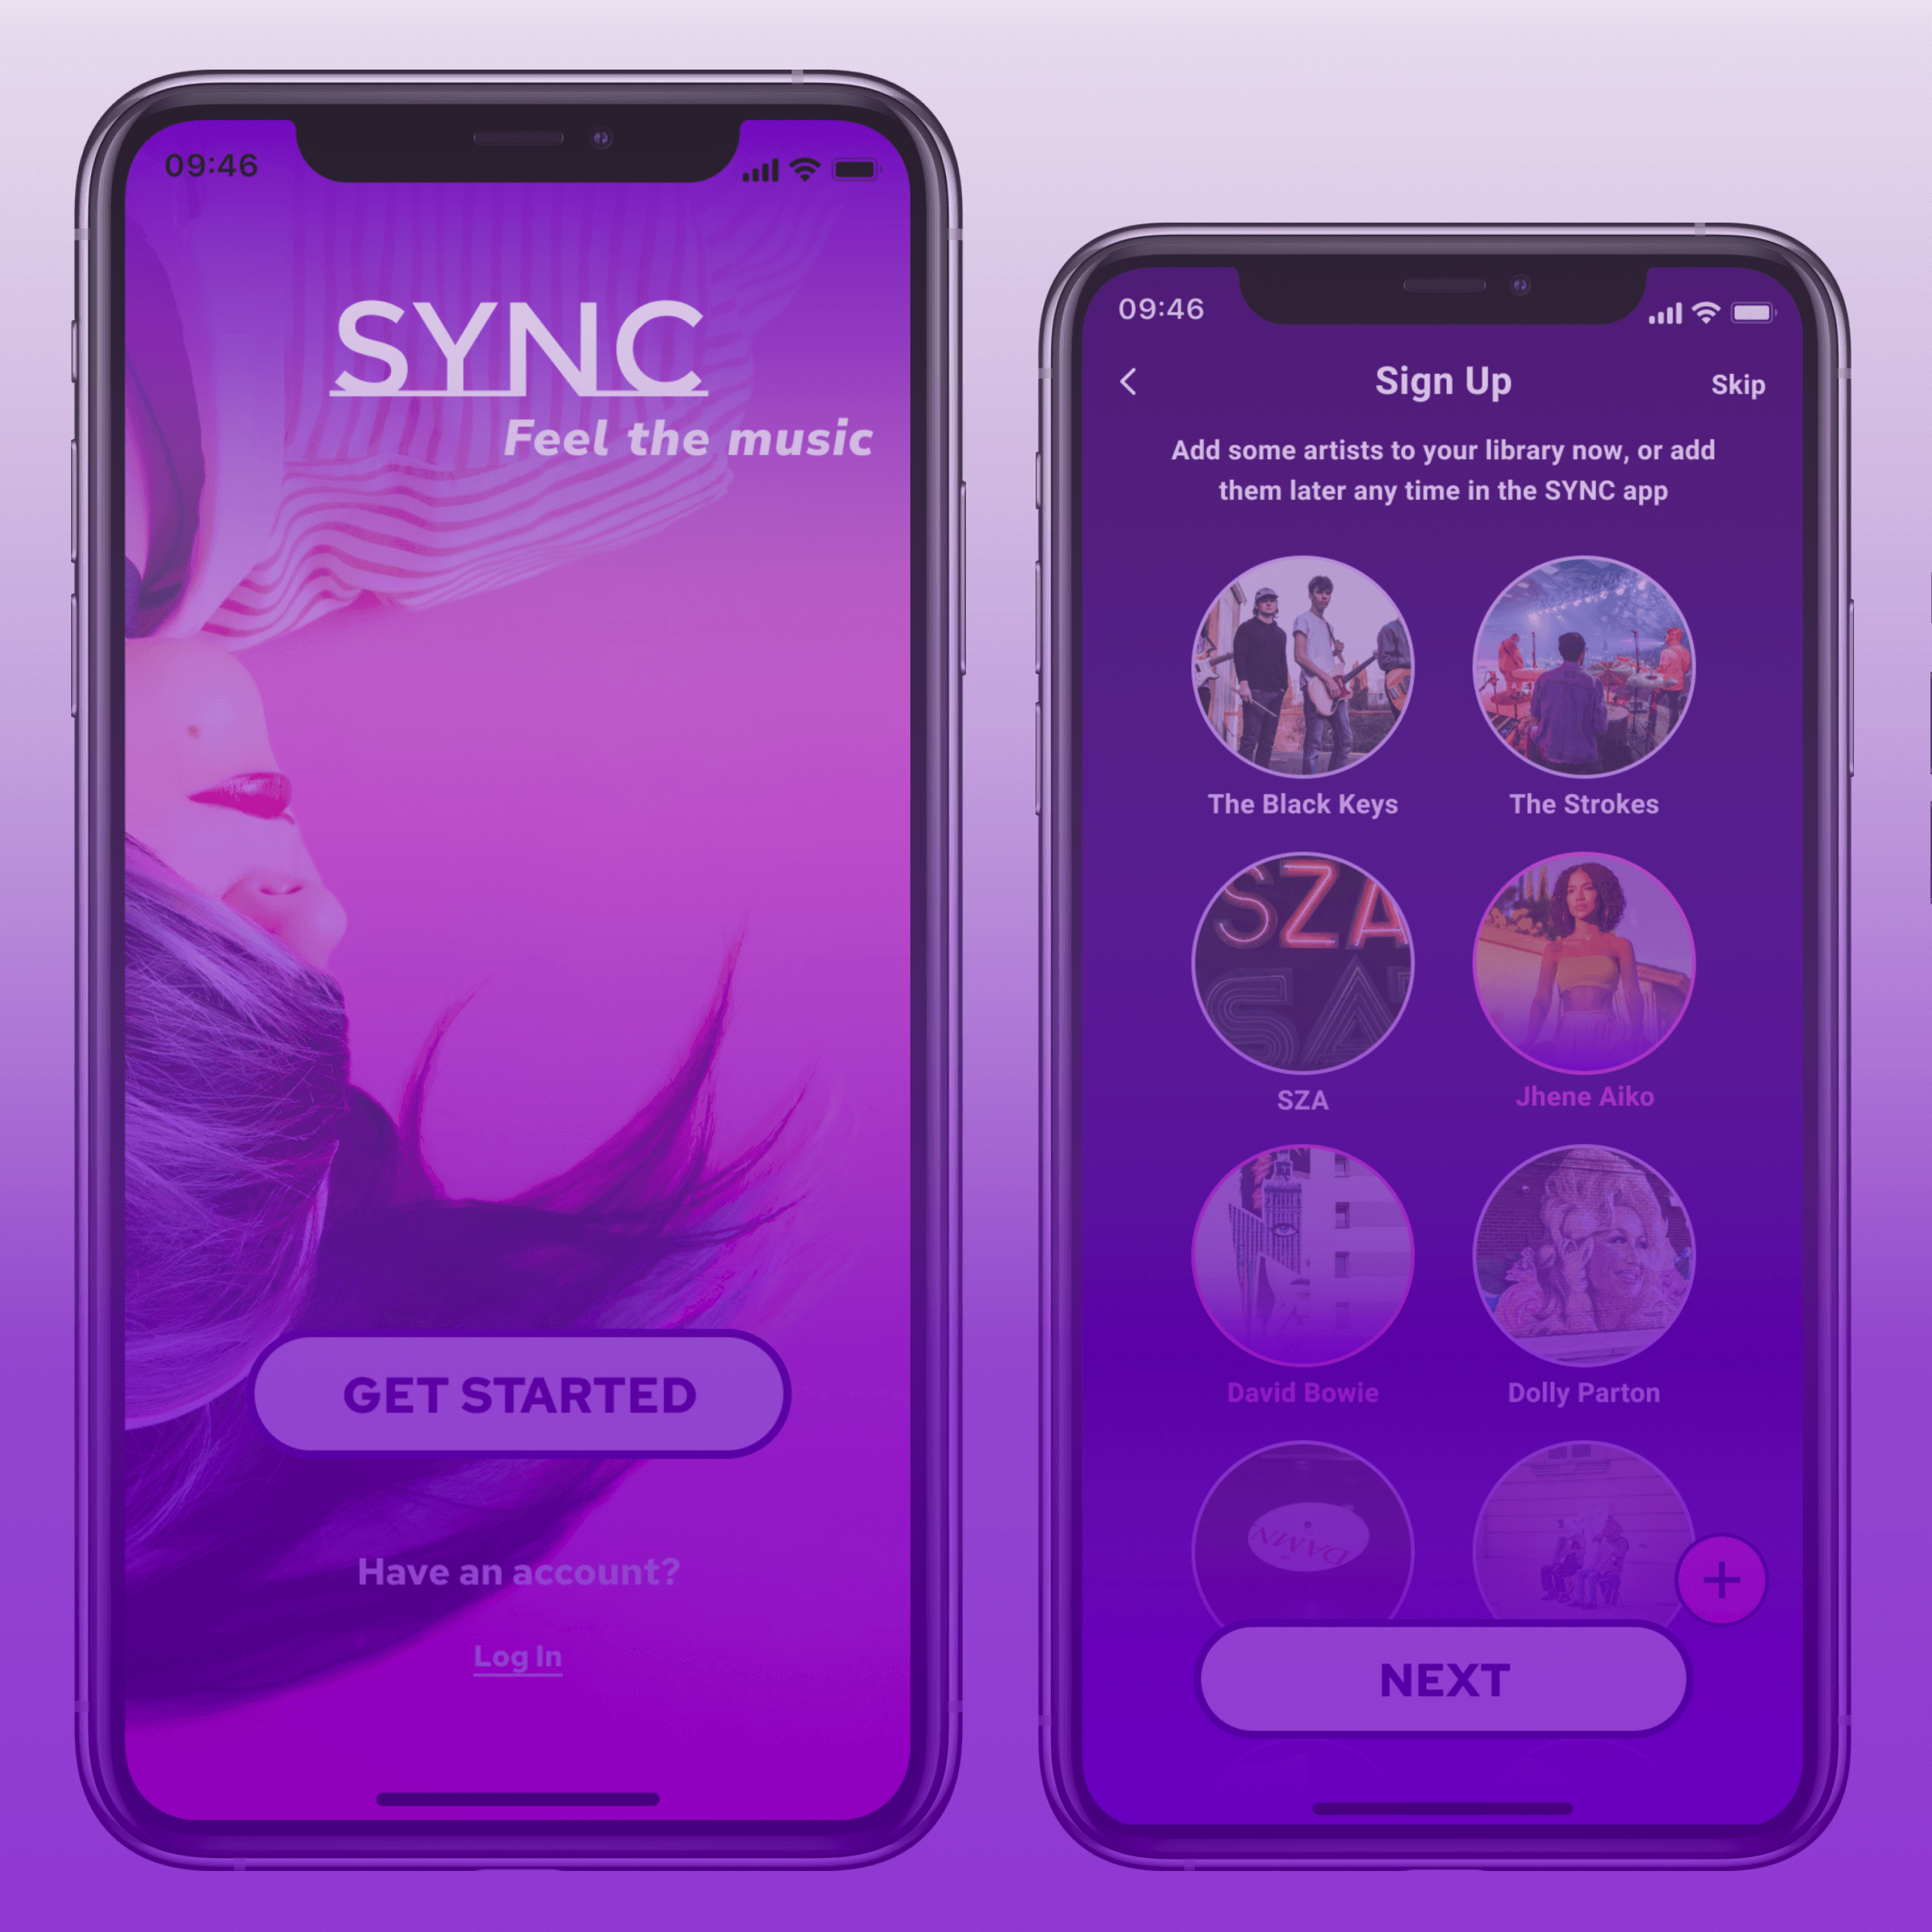 09:46
SYNC
Feel the music
GET STARTED
Have an account?
Log In
09:46
Sign Up
Skip
Add some artists to your library now, or add
them later any time in the SYNC app
The Black Keys
The Strokes
SZA
SZA
Jhene Aiko
David Bowie
Dolly Parton
DAMN
NEXT